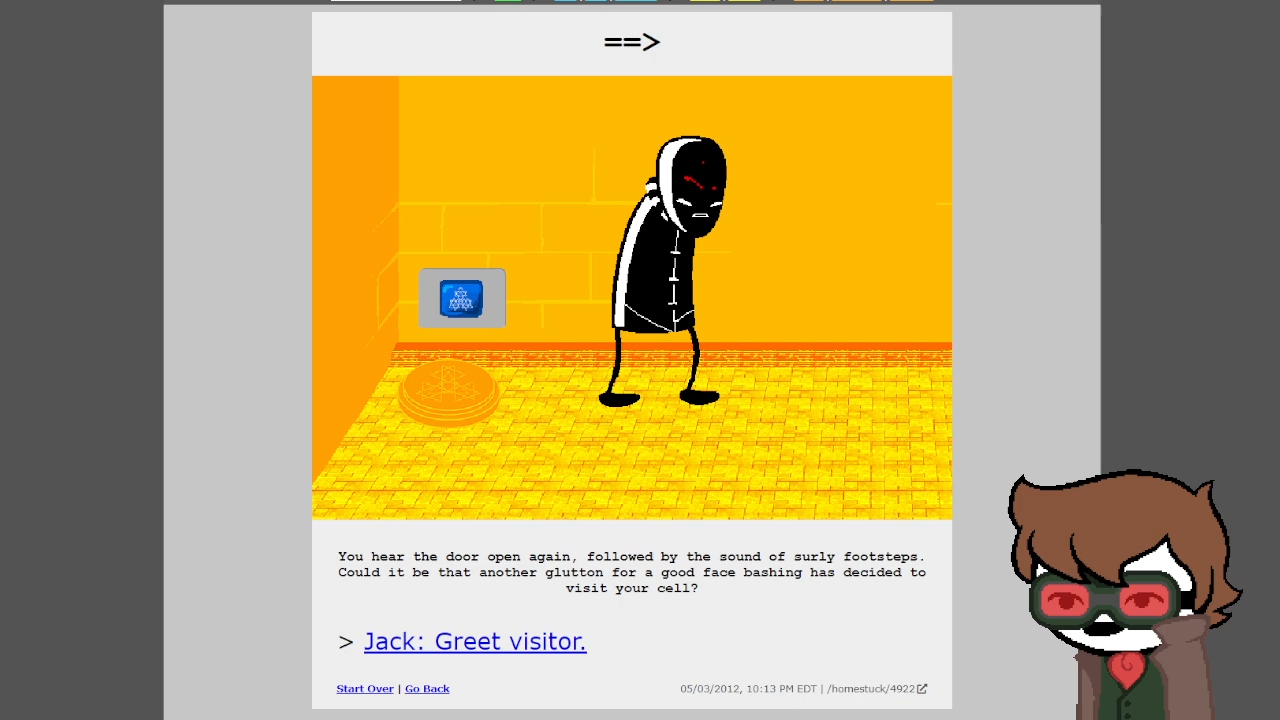 ==>
You hear the door open again, followed by the sound of surly footsteps.
Could it be that another glutton for a good face bashing has decided to
visit your cell?
> Jack: Greet visitor.
Start Over | Go Back
05/03/2012, 10:13 PM EDT | /homestuck/4922